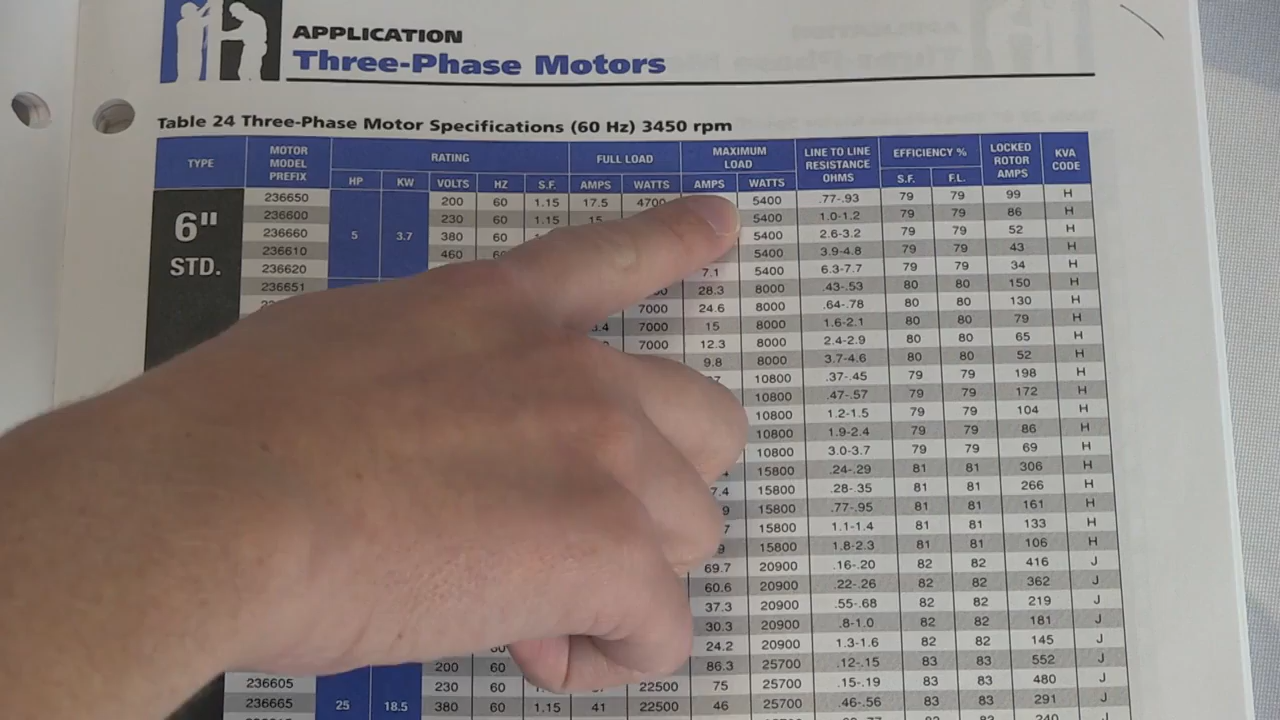 APPLICATION
Three-Phase Motors
Table 24 Three-Phase Motor Specifications (60 Hz) 3450 rpm
TYPE MOTOR MODEL PREFIX RATING FULL LOAD MAXIMUM LOAD LINE TO LINE RESISTANCE OHMS EFFICIENCY % LOCKED ROTOR AMPS KVA CODE
HP KW VOLTS HZ S.F. AMPS WATTS AMPS WATTS S.F. F.L.
6" STD.
5 3.7
236650 200 60 1.15 17.5 4700 5400 .77-.93 79 79 99 H
236600 230 60 1.15 15 5400 1.0-1.2 79 79 86 H
236660 380 60 5400 2.6-3.2 79 79 52 H
236610 460 5400 3.9-4.8 79 79 43 H
236620 7.1 5400 6.3-7.7 79 79 34 H
236651 28.3 8000 .43-.53 80 80 150 H
7000 24.6 8000 .64-.78 80 80 130 H
7000 15 8000 1.6-2.1 80 80 79 H
7000 12.3 8000 2.4-2.9 80 80 65 H
9.8 8000 3.7-4.6 80 80 52 H
10800 .37-.45 79 79 198 H
10800 .47-.57 79 79 172 H
10800 1.2-1.5 79 79 104 H
10800 1.9-2.4 79 79 86 H
10800 3.0-3.7 79 79 69 H
15800 .24-.29 81 81 306 H
15800 .28-.35 81 81 266 H
15800 .77-.95 81 81 161 H
15800 1.1-1.4 81 81 133 H
15800 1.8-2.3 81 81 106 H
69.7 20900 .16-.20 82 82 416 J
60.6 20900 .22-.26 82 82 362 J
37.3 20900 .55-.68 82 82 219 J
30.3 20900 .8-1.0 82 82 181 J
24.2 20900 1.3-1.6 82 82 145 J
200 60 86.3 25700 .12-.15 83 83 552 J
236605 230 60 22500 75 25700 .15-.19 83 83 480 J
236665 25 18.5 380 60 1.15 41 22500 46 25700 .46-.56 83 83 291 J